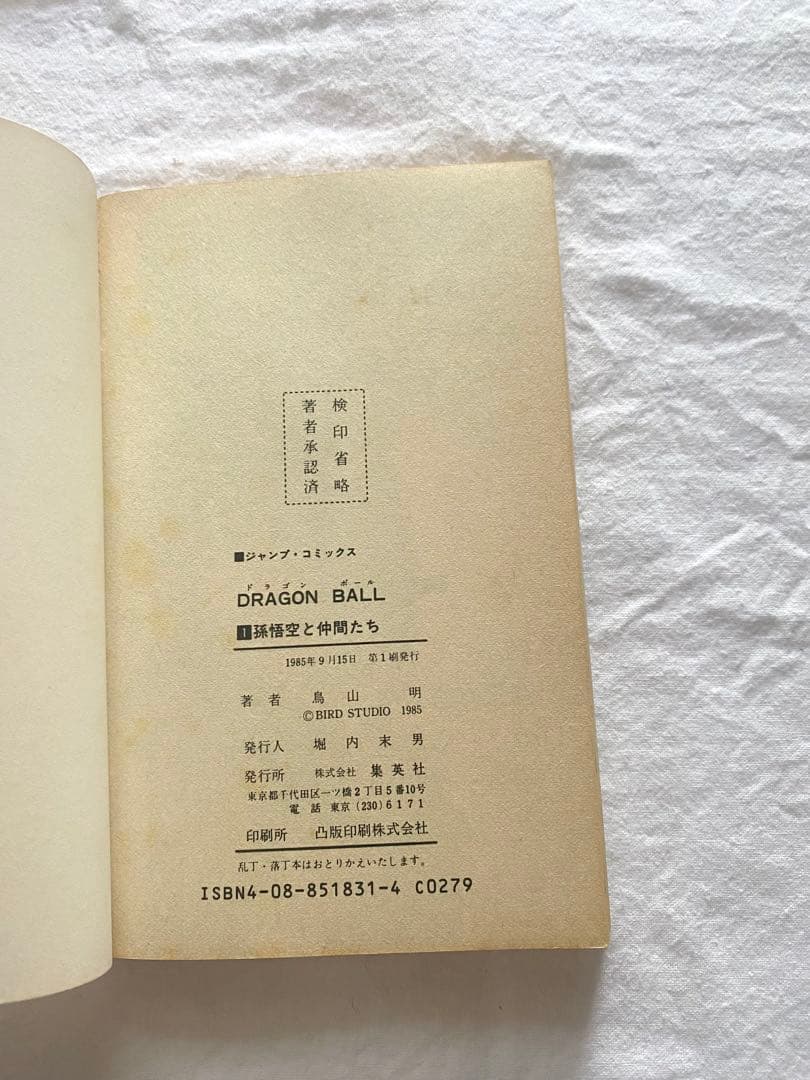 検印省略
著者承認済
■ジャンプ・コミックス
ドラゴン ボール
DRAGON BALL
1 孫悟空と仲間たち
1985年9月15日 第1刷発行
著者 鳥山 明
©BIRD STUDIO 1985
発行人 堀内末男
発行所 株式会社 集英社
東京都千代田区一ツ橋2丁目5番10号
電話 東京(230)6171
印刷所 凸版印刷株式会社
乱丁・落丁本はおとりかえいたします。
ISBN4-08-851831-4 C0279